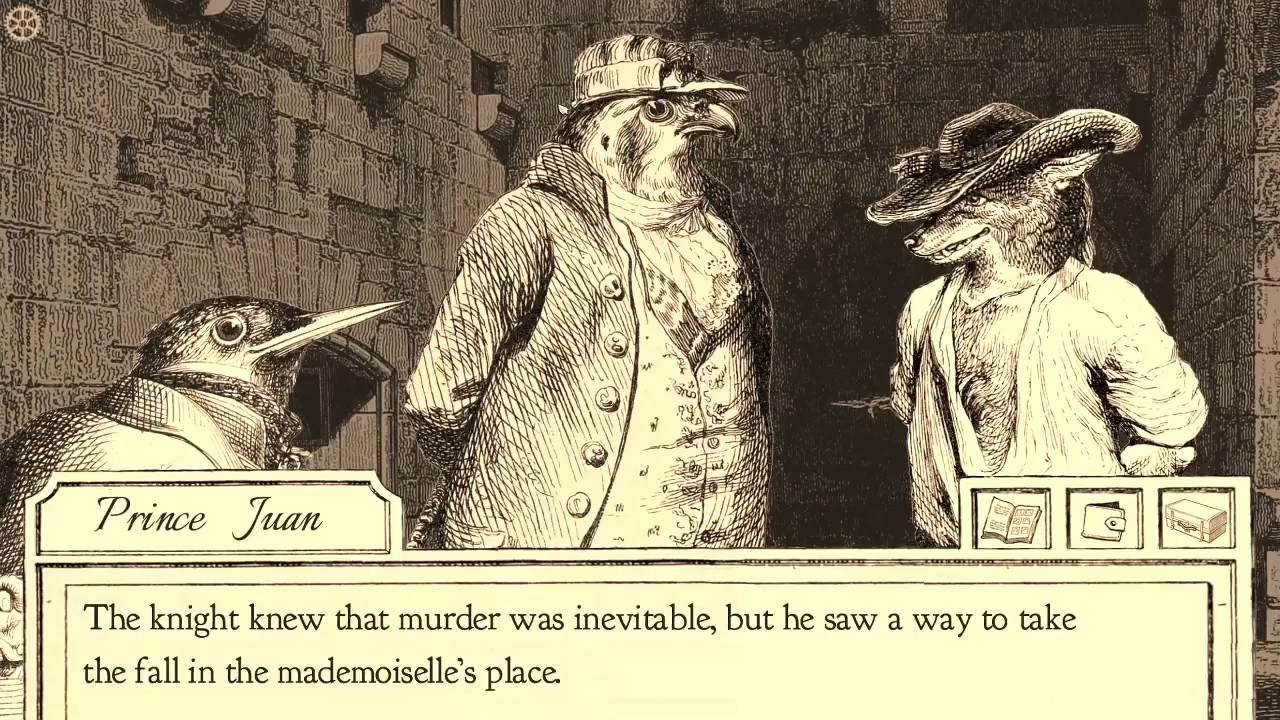 Prince Juan
The knight knew that murder was inevitable, but he saw a way to take
the fall in the mademoiselle's place.